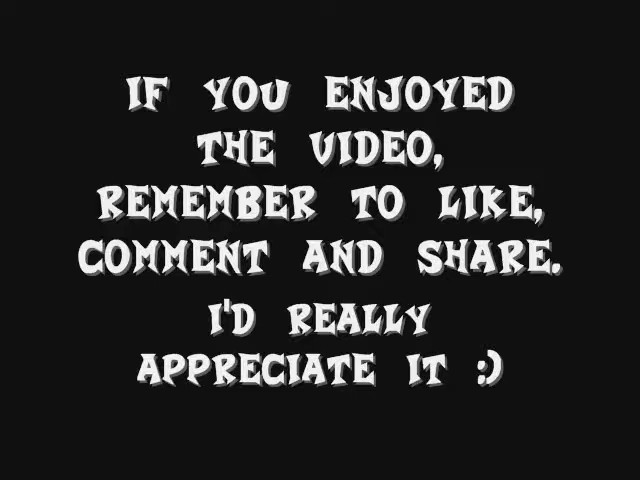 IF YOU ENJOYED
THE VIDEO,
REMEMBER TO LIKE,
COMMENT AND SHARE.
I'D REALLY
APPRECIATE IT :)